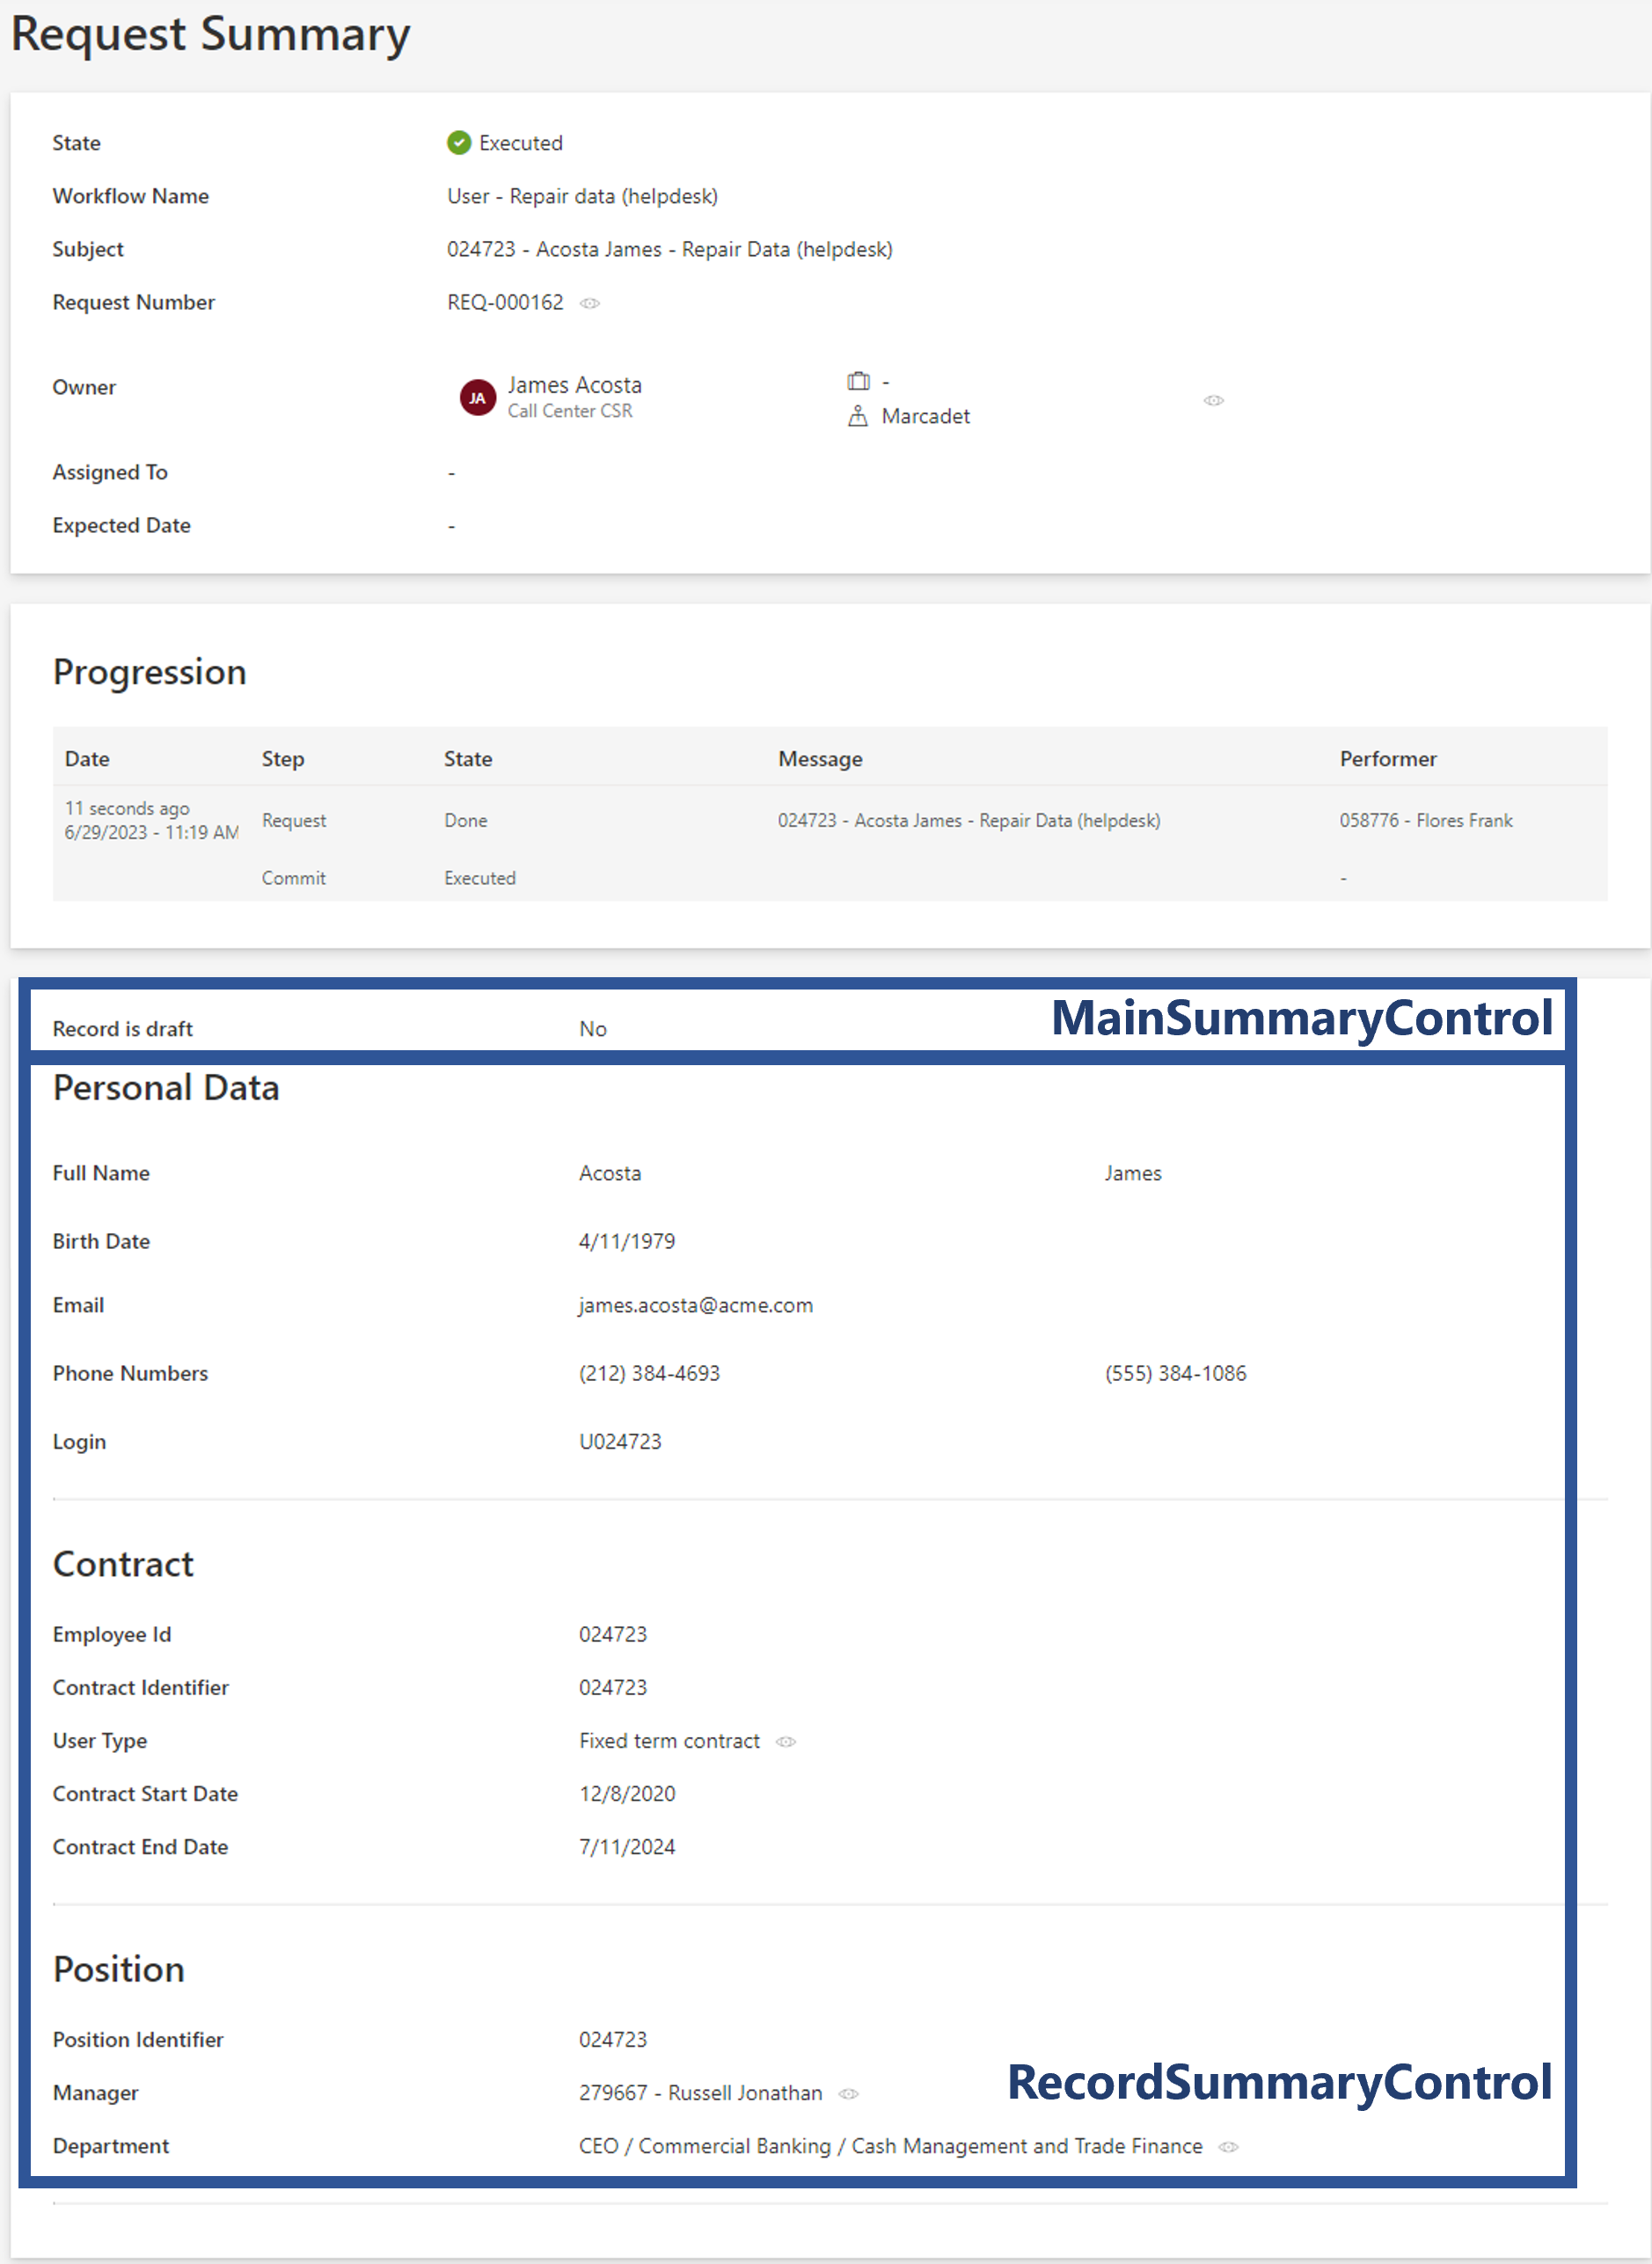 Request Summary
State Executed
Workflow Name User - Repair data (helpdesk)
Subject 024723 - Acosta James - Repair Data (helpdesk)
Request Number REQ-000162
Owner JA James Acosta -
Call Center CSR Marcadet
Assigned To -
Expected Date -
Progression
Date Step State Message Performer
11 seconds ago
6/29/2023 - 11:19 AM Request Done 024723 - Acosta James - Repair Data (helpdesk) 058776 - Flores Frank
Commit Executed -
MainSummaryControl
Record is draft No
Personal Data
Full Name Acosta James
Birth Date 4/11/1979
Email james.acosta@acme.com
Phone Numbers (212) 384-4693 (555) 384-1086
Login U024723
Contract
Employee Id 024723
Contract Identifier 024723
User Type Fixed term contract
Contract Start Date 12/8/2020
Contract End Date 7/11/2024
Position
Position Identifier 024723
Manager 279667 - Russell Jonathan
RecordSummaryControl
Department CEO / Commercial Banking / Cash Management and Trade Finance